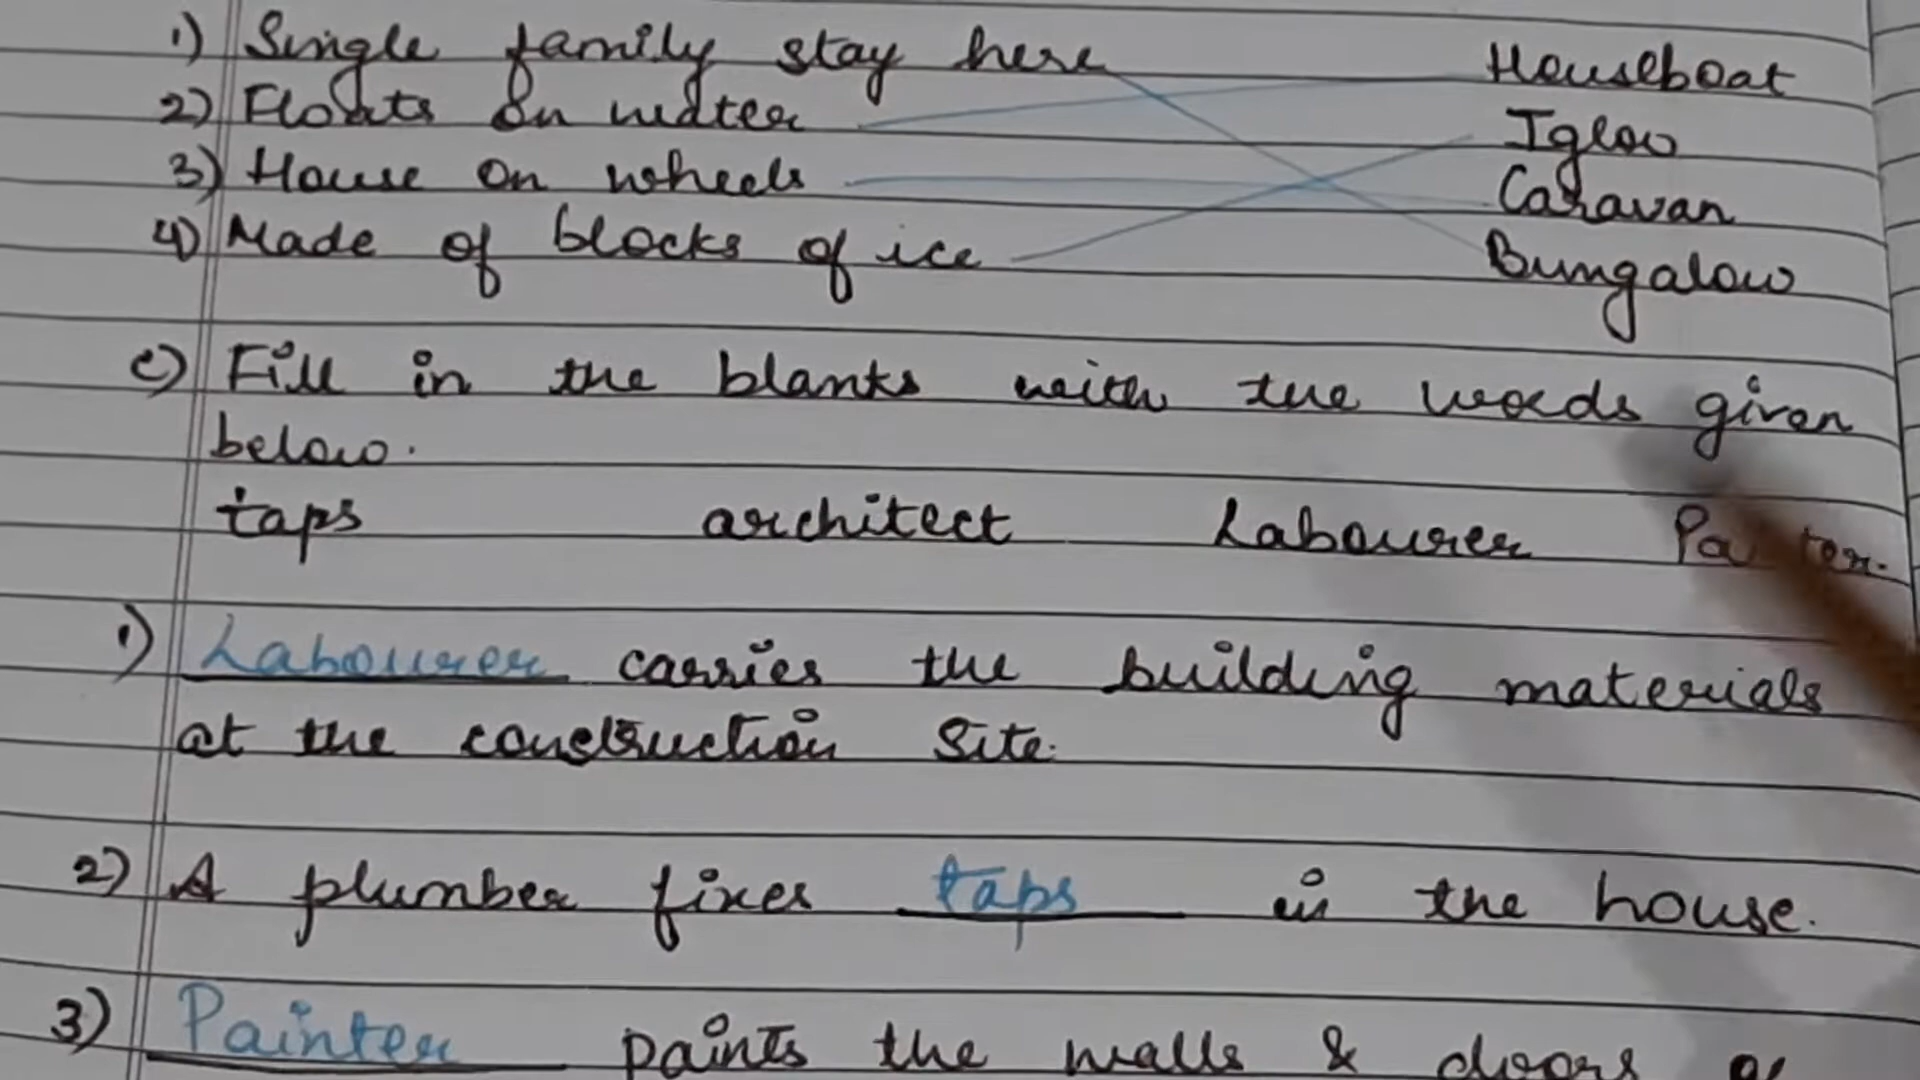 1) Single family stay here Houseboat
2) Floats on water Igloo
3) House on wheels Caravan
4) Made of blocks of ice Bungalow
c) Fill in the blanks with the words given
below.
taps architect Labourer
1) Labourer carries the building materials
at the construction site.
2) A plumber fixes taps in the house.
3) Painter paints the walls & doors